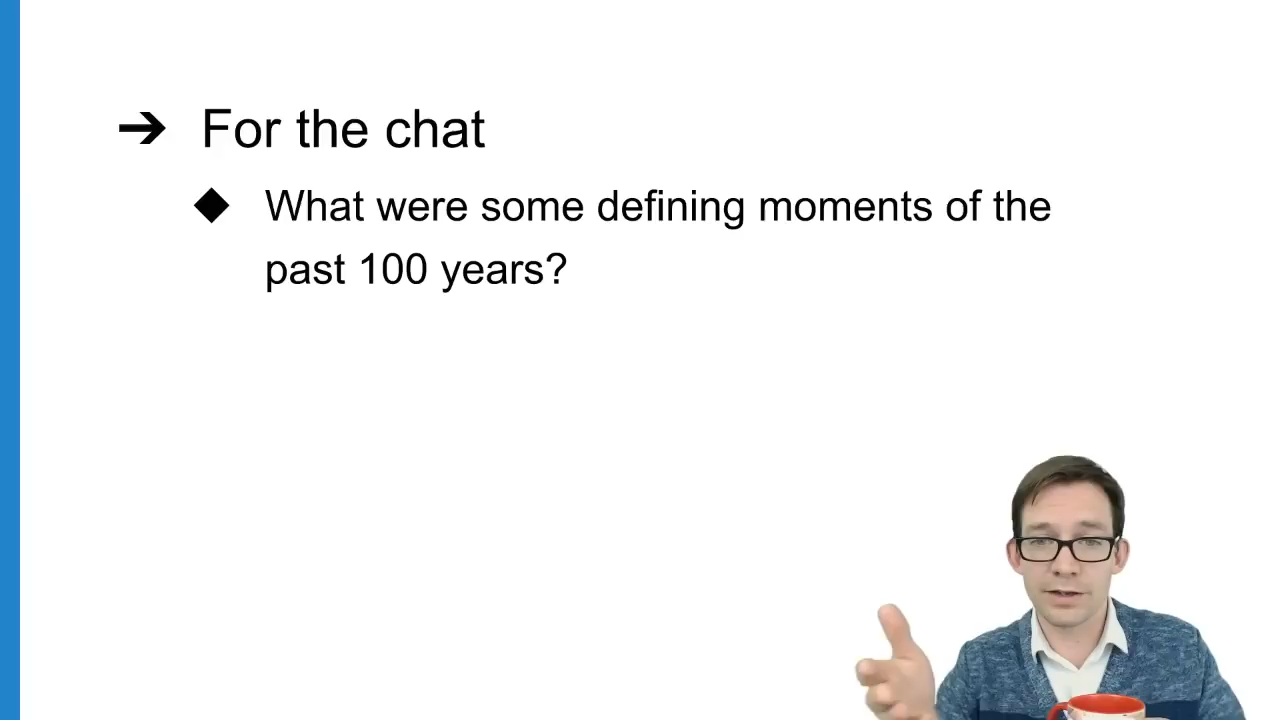 ➔ For the chat
◆ What were some defining moments of the
past 100 years?